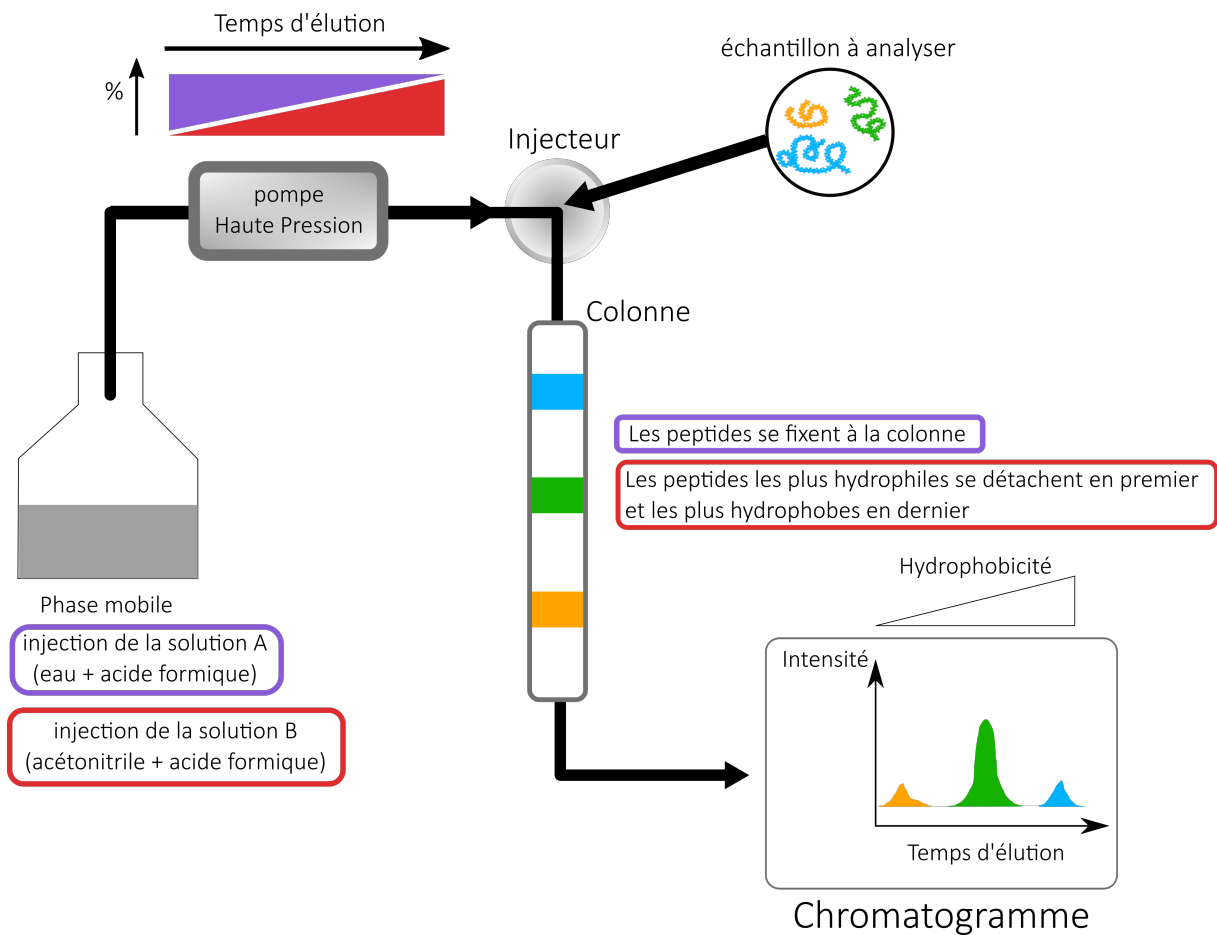 Temps d'élution
%
échantillon à analyser
Injecteur
pompe
Haute Pression
Colonne
Les peptides se fixent à la colonne
Les peptides les plus hydrophiles se détachent en premier
et les plus hydrophobes en dernier
Phase mobile
injection de la solution A
(eau + acide formique)
injection de la solution B
(acétonitrile + acide formique)
Hydrophobicité
Intensité
Temps d'élution
Chromatogramme